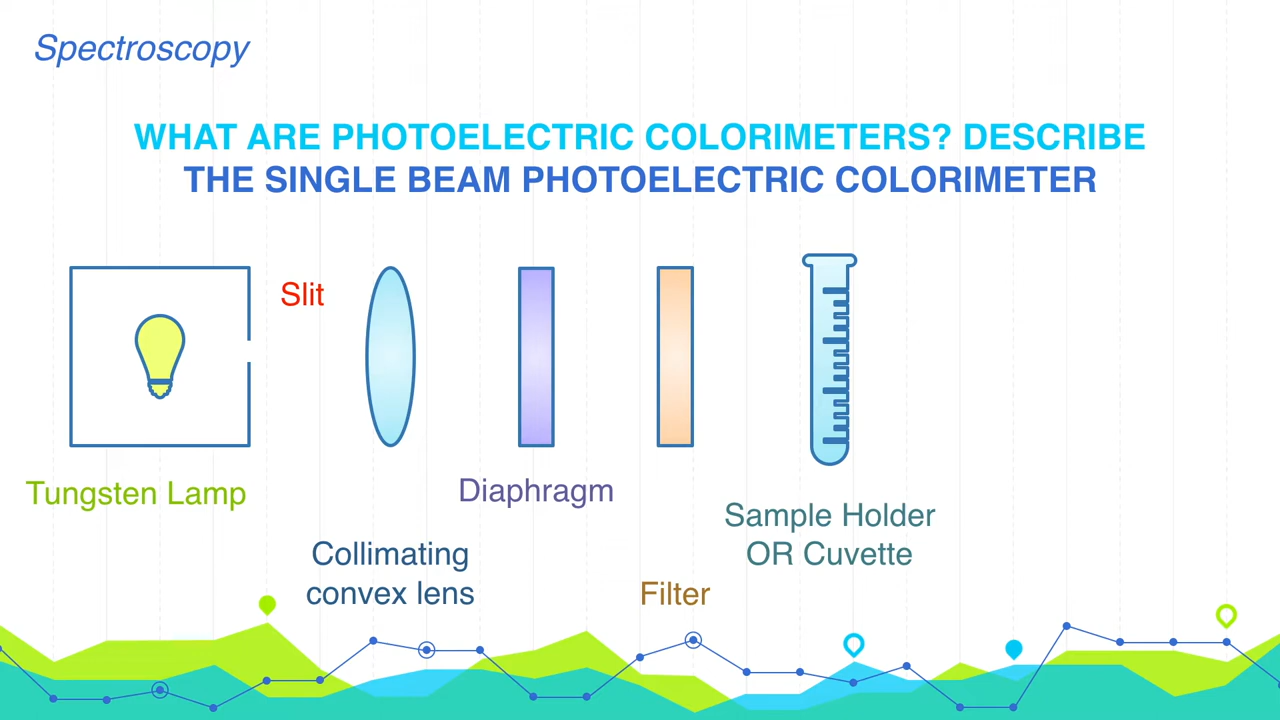 Spectroscopy
WHAT ARE PHOTOELECTRIC COLORIMETERS? DESCRIBE
THE SINGLE BEAM PHOTOELECTRIC COLORIMETER
Slit
Tungsten Lamp
Diaphragm
Sample Holder
OR Cuvette
Collimating
convex lens
Filter